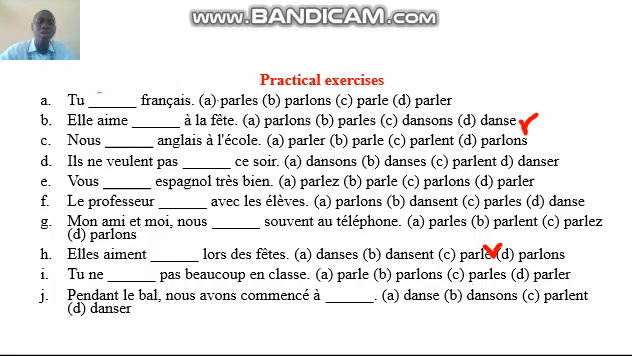 WWW.BANDICAM.COM
Practical exercises
a. Tu ______ français. (a) parles (b) parlons (c) parle (d) parler
b. Elle aime ______ à la fête. (a) parlons (b) parles (c) dansons (d) danse
c. Nous ______ anglais à l'école. (a) parler (b) parle (c) parlent (d) parlons
d. Ils ne veulent pas ______ ce soir. (a) dansons (b) danses (c) parlent d) danser
e. Vous ______ espagnol très bien. (a) parlez (b) parle (c) parlons (d) parler
f. Le professeur ______ avec les élèves. (a) parlons (b) dansent (c) parles (d) danse
g. Mon ami et moi, nous ______ souvent au téléphone. (a) parles (b) parlent (c) parlez
(d) parlons
h. Elles aiment ______ lors des fêtes. (a) danses (b) dansent (c) parle (d) parlons
i. Tu ne ______ pas beaucoup en classe. (a) parle (b) parlons (c) parles (d) parler
j. Pendant le bal, nous avons commencé à ______. (a) danse (b) dansons (c) parlent
(d) danser